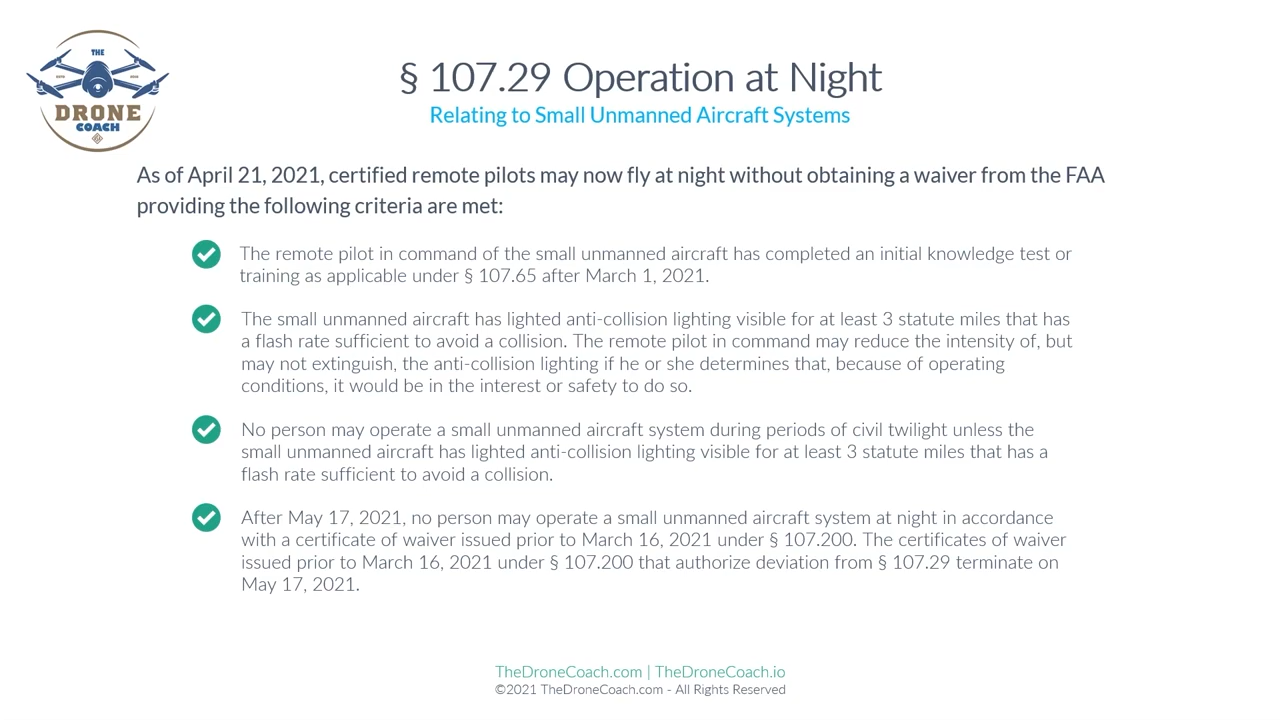 THE
DRONE
COACH
§ 107.29 Operation at Night
Relating to Small Unmanned Aircraft Systems
As of April 21, 2021, certified remote pilots may now fly at night without obtaining a waiver from the FAA
providing the following criteria are met:
The remote pilot in command of the small unmanned aircraft has completed an initial knowledge test or
training as applicable under § 107.65 after March 1, 2021.
The small unmanned aircraft has lighted anti-collision lighting visible for at least 3 statute miles that has
a flash rate sufficient to avoid a collision. The remote pilot in command may reduce the intensity of, but
may not extinguish, the anti-collision lighting if he or she determines that, because of operating
conditions, it would be in the interest or safety to do so.
No person may operate a small unmanned aircraft system during periods of civil twilight unless the
small unmanned aircraft has lighted anti-collision lighting visible for at least 3 statute miles that has a
flash rate sufficient to avoid a collision.
After May 17, 2021, no person may operate a small unmanned aircraft system at night in accordance
with a certificate of waiver issued prior to March 16, 2021 under § 107.200. The certificates of waiver
issued prior to March 16, 2021 under § 107.200 that authorize deviation from § 107.29 terminate on
May 17, 2021.
TheDroneCoach.com | TheDroneCoach.io
©2021 TheDroneCoach.com - All Rights Reserved